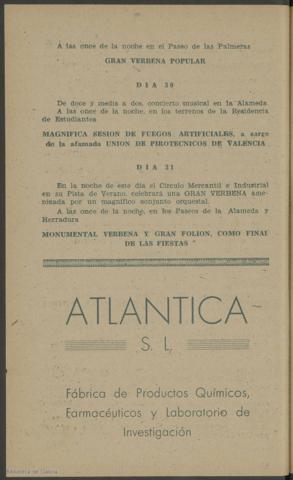 A las once de la noche en el Paseo de las Palmeras
GRAN VERBENA POPULAR
DIA 30
De doce y media a dos, concierto musical en la Alameda
A las once de la noche, en los terrenos de la Residencia
de Estudiantes
MAGNIFICA SESION DE FUEGOS ARTIFICIALES, a cargo
de la afamada UNION DE PIROTECNICOS DE VALENCIA
DIA 31
En la noche de este día el Círculo Mercantil e Industrial
en su Pista de Verano, celebrará una GRAN VERBENA ame-
nizada por un magnífico conjunto orquestal.
A las once de la noche, en los Paseos de la Alameda y
Herradura
MONUMENTAL VERBENA Y GRAN FOLION, COMO FINAL
DE LAS FIESTAS
ATLANTICA
S. L.
Fábrica de Productos Químicos,
Farmacéuticos y Laboratorio de
Investigación
Biblioteca de Galicia